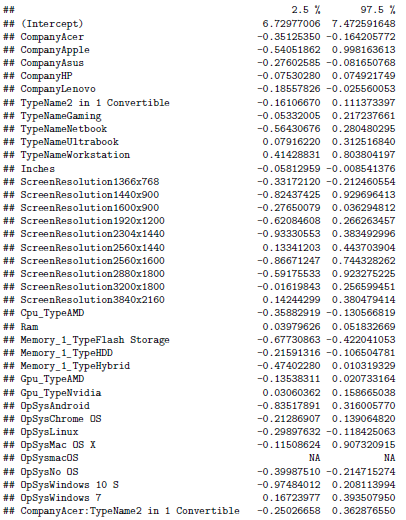 ## 2.5 % 97.5 %
## (Intercept) 6.72977006 7.472591648
## CompanyAcer -0.35125350 -0.164205772
## CompanyApple -0.54051862 0.998163613
## CompanyAsus -0.27602585 -0.081650768
## CompanyHP -0.07530280 0.074921749
## CompanyLenovo -0.18557826 -0.025560053
## TypeName2 in 1 Convertible -0.16106670 0.111373397
## TypeNameGaming -0.05332005 0.217237661
## TypeNameNetbook -0.56430676 0.280480295
## TypeNameUltrabook 0.07916220 0.312516840
## TypeNameWorkstation 0.41428831 0.803804197
## Inches -0.05812959 -0.008541376
## ScreenResolution1366x768 -0.33172120 -0.212460554
## ScreenResolution1440x900 -0.82437425 0.929696413
## ScreenResolution1600x900 -0.27650079 0.036294812
## ScreenResolution1920x1200 -0.62084608 0.266263457
## ScreenResolution2304x1440 -0.93330553 0.383492996
## ScreenResolution2560x1440 0.13341203 0.443703904
## ScreenResolution2560x1600 -0.86671247 0.744328262
## ScreenResolution2880x1800 -0.59175533 0.923275225
## ScreenResolution3200x1800 -0.01619843 0.256599451
## ScreenResolution3840x2160 0.14244299 0.380479414
## Cpu_TypeAMD -0.35882919 -0.130566819
## Ram 0.03979626 0.051832669
## Memory_1_TypeFlash Storage -0.67730863 -0.422041053
## Memory_1_TypeHDD -0.21591316 -0.106504781
## Memory_1_TypeHybrid -0.47402280 0.010319329
## Gpu_TypeAMD -0.13538311 0.020733164
## Gpu_TypeNvidia 0.03060362 0.158665038
## OpSysAndroid -0.83517891 0.316005770
## OpSysChrome OS -0.21286907 0.139064820
## OpSysLinux -0.29897632 -0.118425063
## OpSysMac OS X -0.11508624 0.907320915
## OpSysmacOS NA NA
## OpSysNo OS -0.39987510 -0.214715274
## OpSysWindows 10 S -0.97484012 0.208113994
## OpSysWindows 7 0.16723977 0.393507950
## CompanyAcer:TypeName2 in 1 Convertible -0.25026658 0.362876550